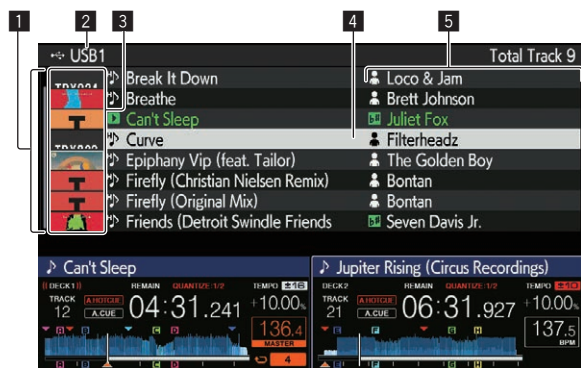 1 2 3 4 5
USB1 Total Track 9
Break It Down Loco & Jam
Breathe Brett Johnson
Can't Sleep Juliet Fox
Curve Filterheadz
Epiphany Vip (feat. Tailor) The Golden Boy
Firefly (Christian Nielsen Remix) Bontan
Firefly (Original Mix) Bontan
Friends (Detroit Swindle Friends Seven Davis Jr.
Can't Sleep Jupiter Rising (Circus Recordings)
DECK1 REMAIN QUANTIZE:1/2 TEMPO ±16 DECK2 REMAIN QUANTIZE:1/2 TEMPO ±10
TRACK 12 A.HOTCUE A.CUE 04:31.241 +10.00% TRACK 21 A.HOTCUE A.CUE 06:31.927 +10.00%
136.4 MASTER 137.5 BPM
4